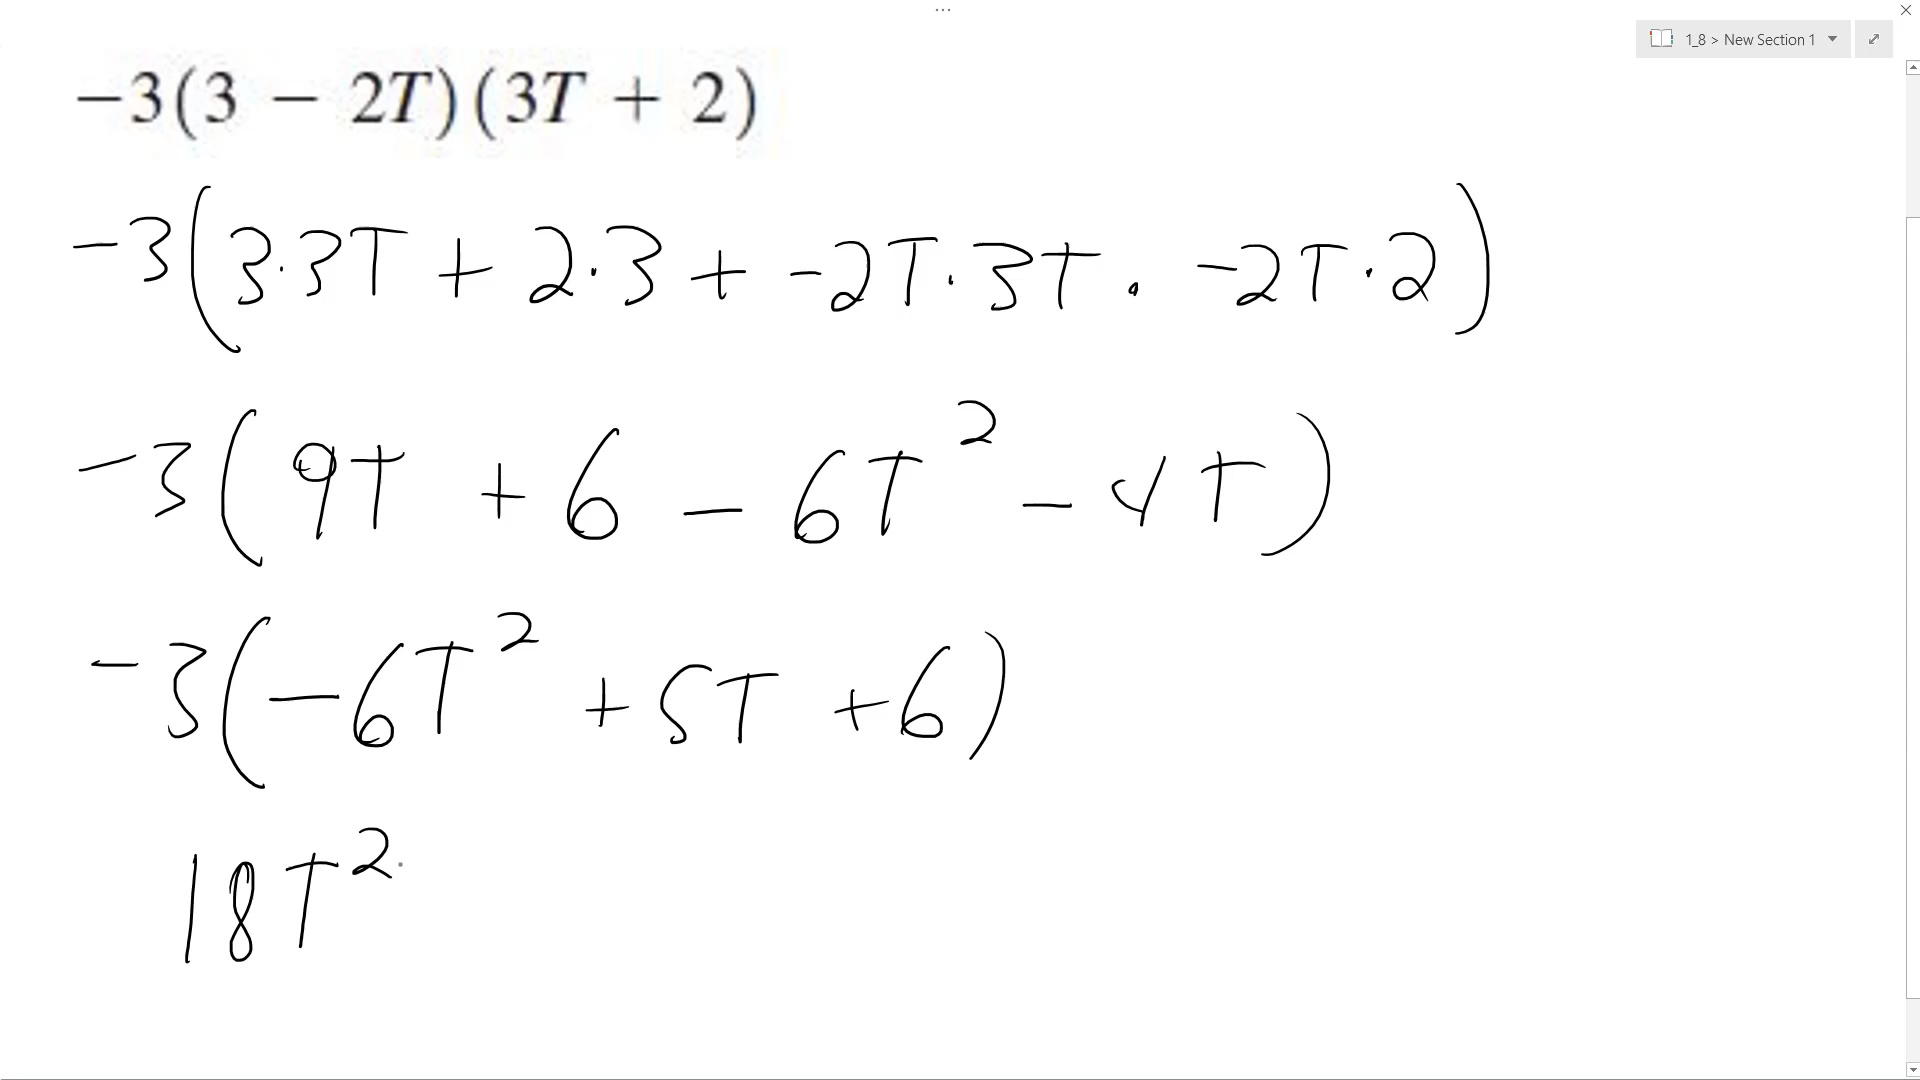 1_8 > New Section 1
−3(3 − 2T)(3T + 2)
−3(3·3T + 2·3 + −2T·3T · −2T·2)
−3(9T + 6 − 6T² − 4T)
−3(−6T² + 5T + 6)
18T²